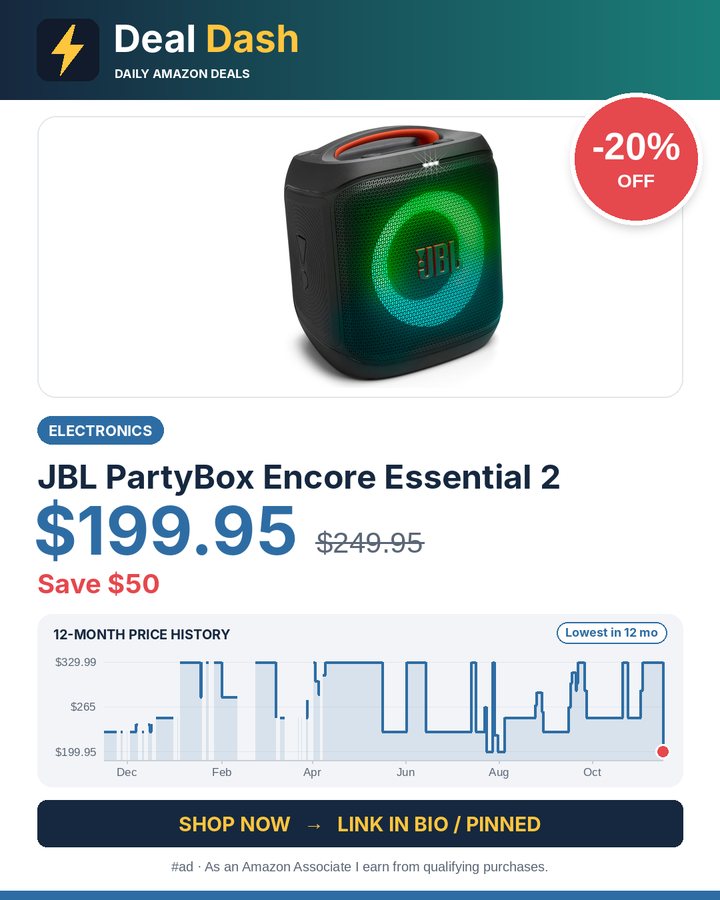 Deal Dash
DAILY AMAZON DEALS
-20%
OFF
JBL
ELECTRONICS
JBL PartyBox Encore Essential 2
$199.95 $249.95
Save $50
12-MONTH PRICE HISTORY
Lowest in 12 mo
$329.99
$265
$199.95
Dec Feb Apr Jun Aug Oct
SHOP NOW → LINK IN BIO / PINNED
#ad · As an Amazon Associate I earn from qualifying purchases.